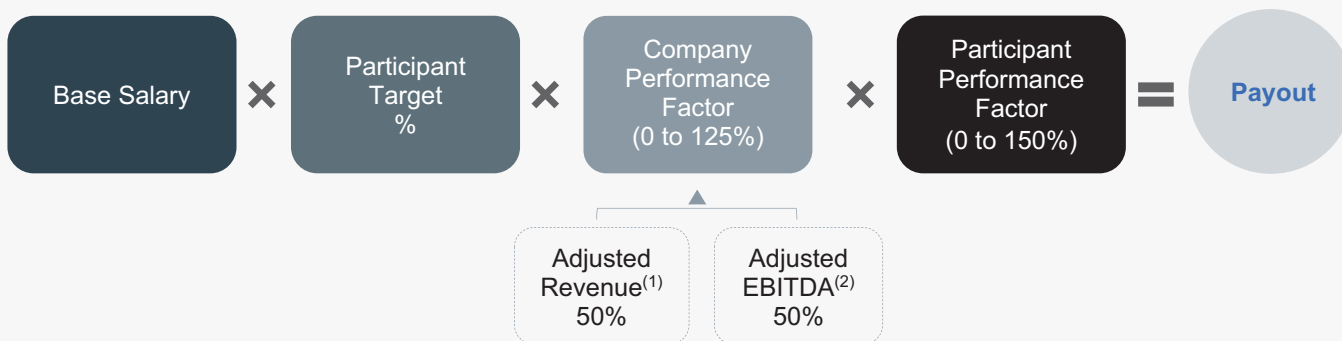 Base Salary
×
Participant
Target
%
×
Company
Performance
Factor
(0 to 125%)
×
Participant
Performance
Factor
(0 to 150%)
=
Payout
Adjusted
Revenue(1)
50%
Adjusted
EBITDA(2)
50%